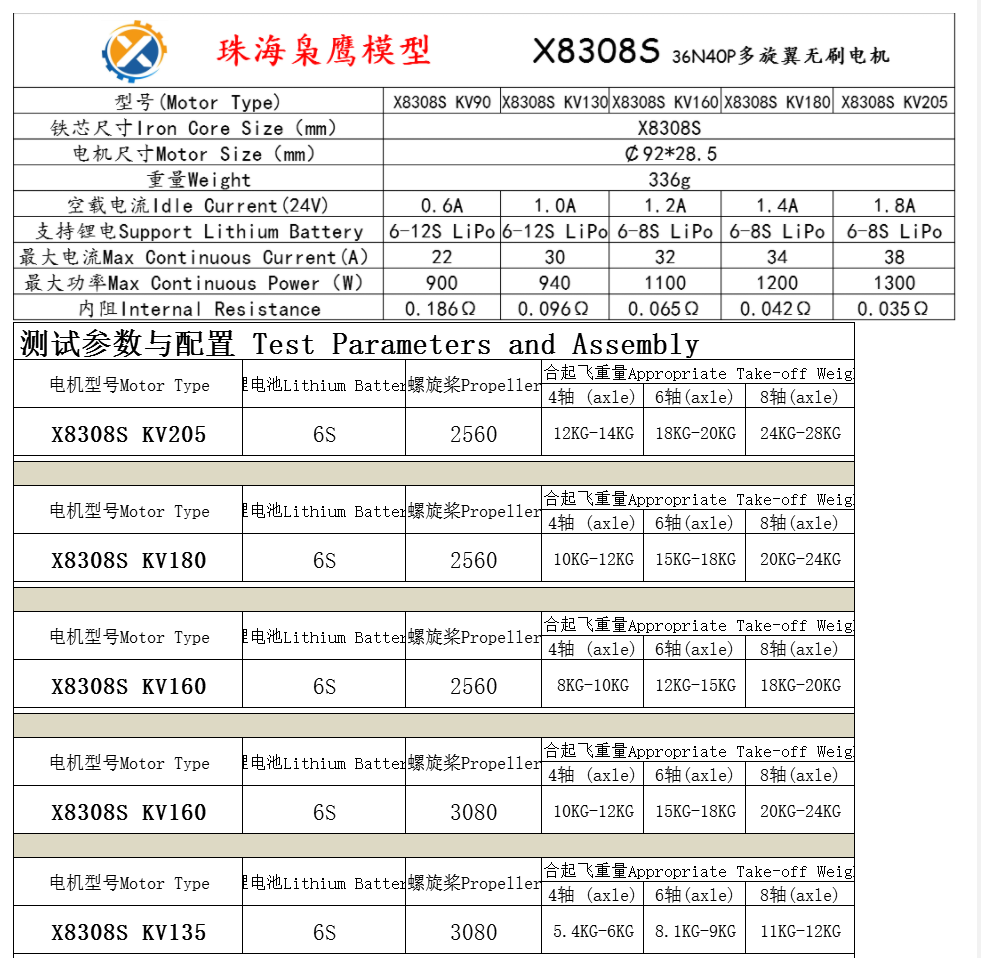 珠海枭鹰模型 X8308S 36N40P多旋翼无刷电机
型号(Motor Type) X8308S KV90 X8308S KV130 X8308S KV160 X8308S KV180 X8308S KV205
铁芯尺寸Iron Core Size (mm) X8308S
电机尺寸Motor Size (mm) ₡92*28.5
重量Weight 336g
空载电流Idle Current(24V) 0.6A 1.0A 1.2A 1.4A 1.8A
支持锂电Support Lithium Battery 6-12S LiPo 6-12S LiPo 6-8S LiPo 6-8S LiPo 6-8S LiPo
最大电流Max Continuous Current(A) 22 30 32 34 38
最大功率Max Continuous Power (W) 900 940 1100 1200 1300
内阻Internal Resistance 0.186Ω 0.096Ω 0.065Ω 0.042Ω 0.035Ω
测试参数与配置 Test Parameters and Assembly
电机型号Motor Type 电池Lithium Batter 螺旋桨Propeller 合起飞重量Appropriate Take-off Weig
4轴 (axle) 6轴(axle) 8轴(axle)
X8308S KV205 6S 2560 12KG-14KG 18KG-20KG 24KG-28KG
电机型号Motor Type 电池Lithium Batter 螺旋桨Propeller 合起飞重量Appropriate Take-off Weig
4轴 (axle) 6轴(axle) 8轴(axle)
X8308S KV180 6S 2560 10KG-12KG 15KG-18KG 20KG-24KG
电机型号Motor Type 电池Lithium Batter 螺旋桨Propeller 合起飞重量Appropriate Take-off Weig
4轴 (axle) 6轴(axle) 8轴(axle)
X8308S KV160 6S 2560 8KG-10KG 12KG-15KG 18KG-20KG
电机型号Motor Type 电池Lithium Batter 螺旋桨Propeller 合起飞重量Appropriate Take-off Weig
4轴 (axle) 6轴(axle) 8轴(axle)
X8308S KV160 6S 3080 10KG-12KG 15KG-18KG 20KG-24KG
电机型号Motor Type 电池Lithium Batter 螺旋桨Propeller 合起飞重量Appropriate Take-off Weig
4轴 (axle) 6轴(axle) 8轴(axle)
X8308S KV135 6S 3080 5.4KG-6KG 8.1KG-9KG 11KG-12KG